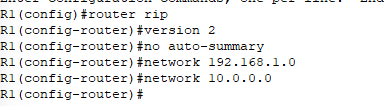 R1(config)#router rip
R1(config-router)#version 2
R1(config-router)#no auto-summary
R1(config-router)#network 192.168.1.0
R1(config-router)#network 10.0.0.0
R1(config-router)#